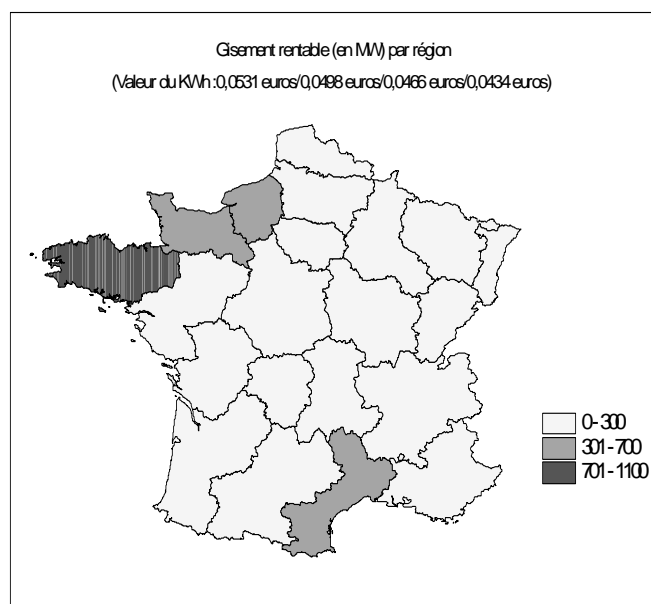 Gisement rentable (en MW) par région
(Valeur du KWh :0,0531 euros/0,0498 euros/0,0466 euros/0,0434 euros)
0 - 300
301 - 700
701 - 1100